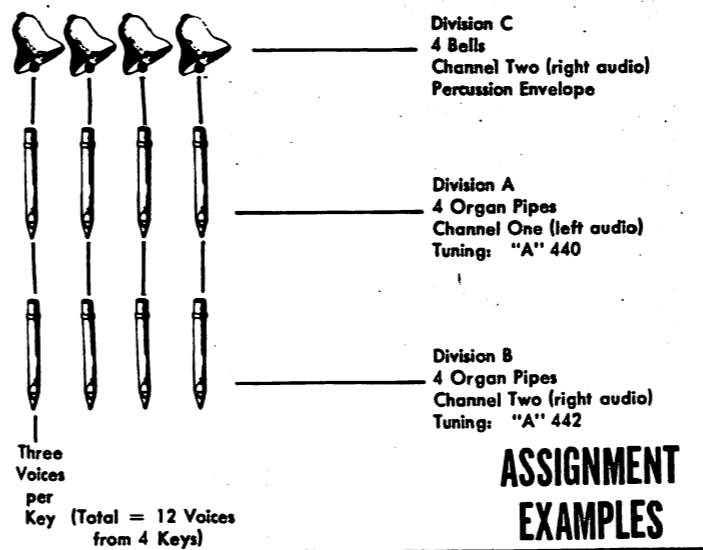 Division C
4 Bells
Channel Two (right audio)
Percussion Envelope
Division A
4 Organ Pipes
Channel One (left audio)
Tuning: "A" 440
Division B
4 Organ Pipes
Channel Two (right audio)
Tuning: "A" 442
Three
Voices
per
Key (Total = 12 Voices
from 4 Keys)
ASSIGNMENT
EXAMPLES